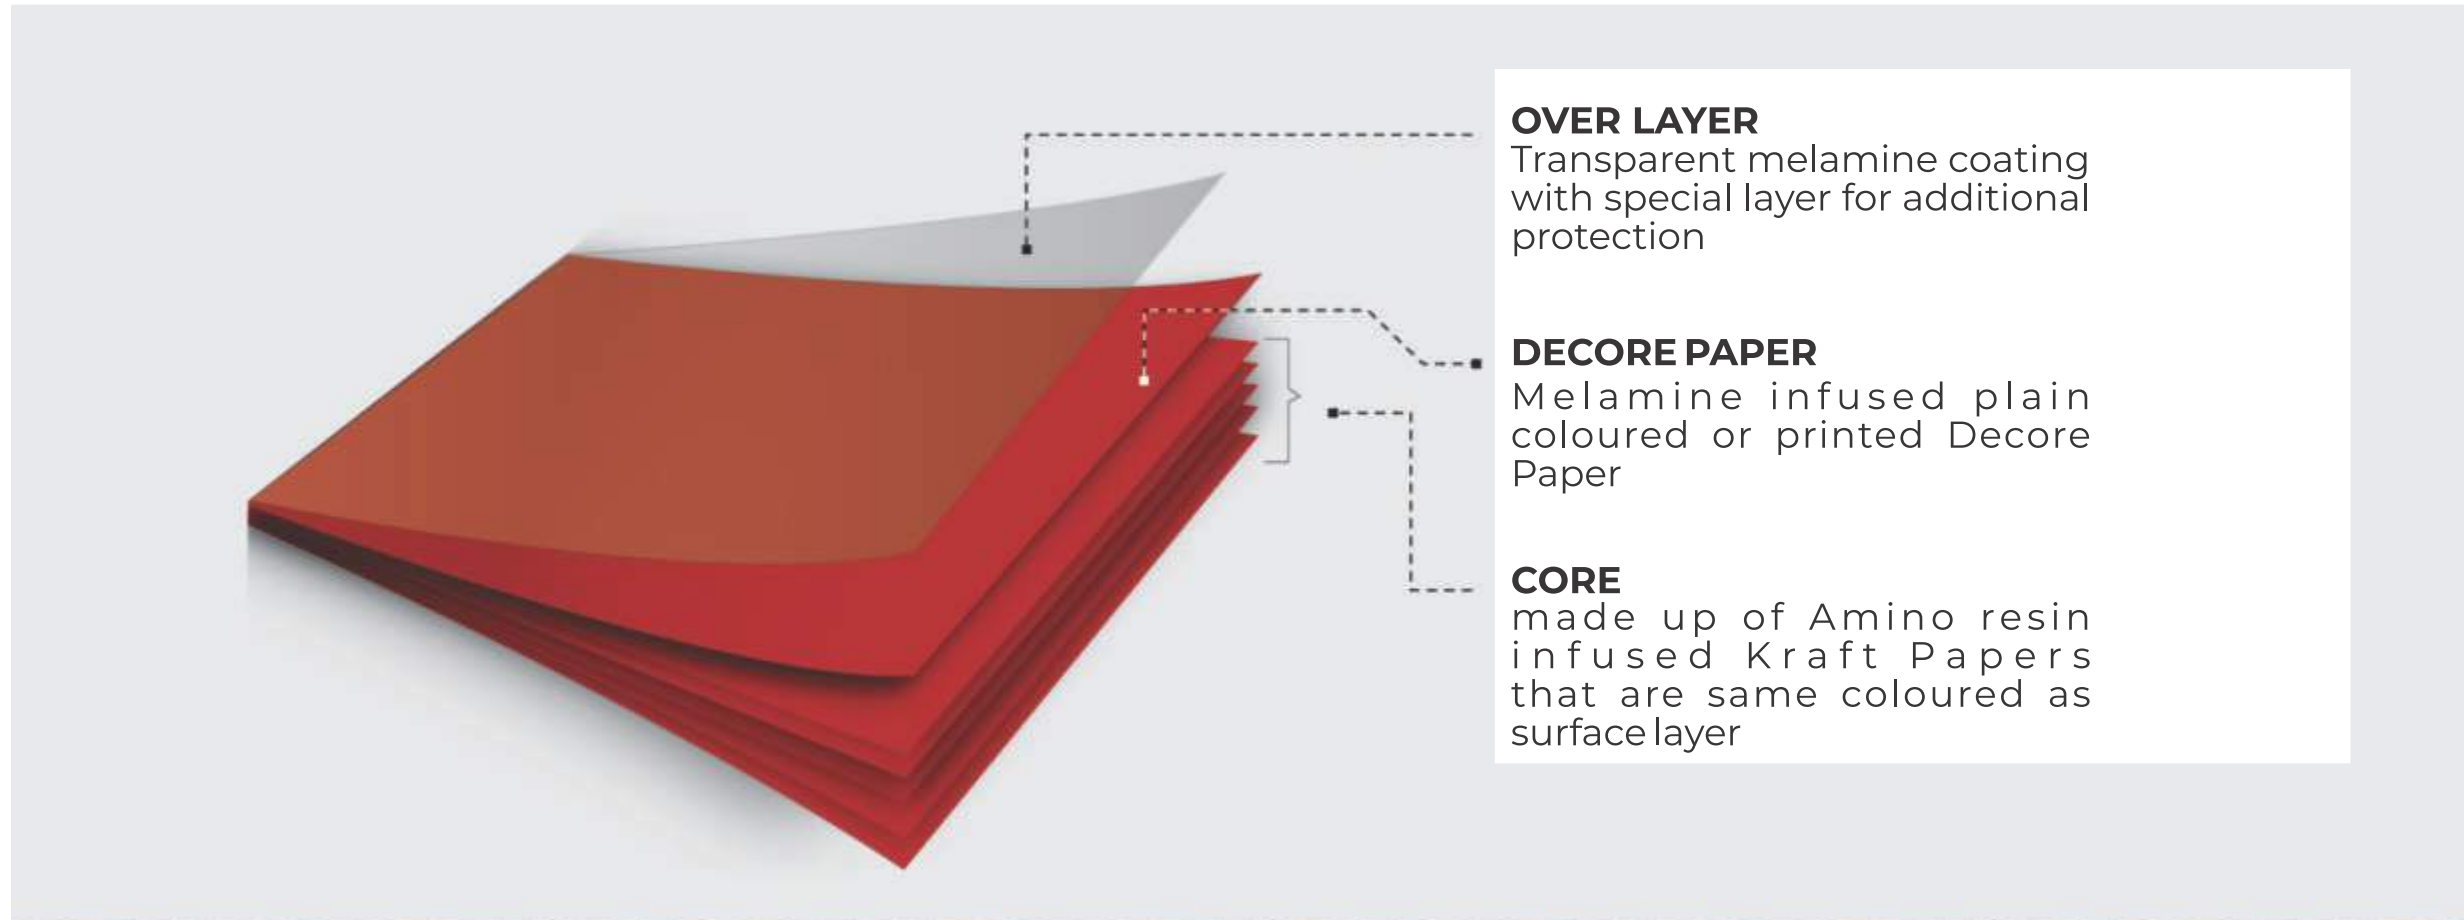 OVER LAYER
Transparent melamine coating
with special layer for additional
protection
DECORE PAPER
Melamine infused plain
coloured or printed Decore
Paper
CORE
made up of Amino resin
infused Kraft Papers
that are same coloured as
surface layer